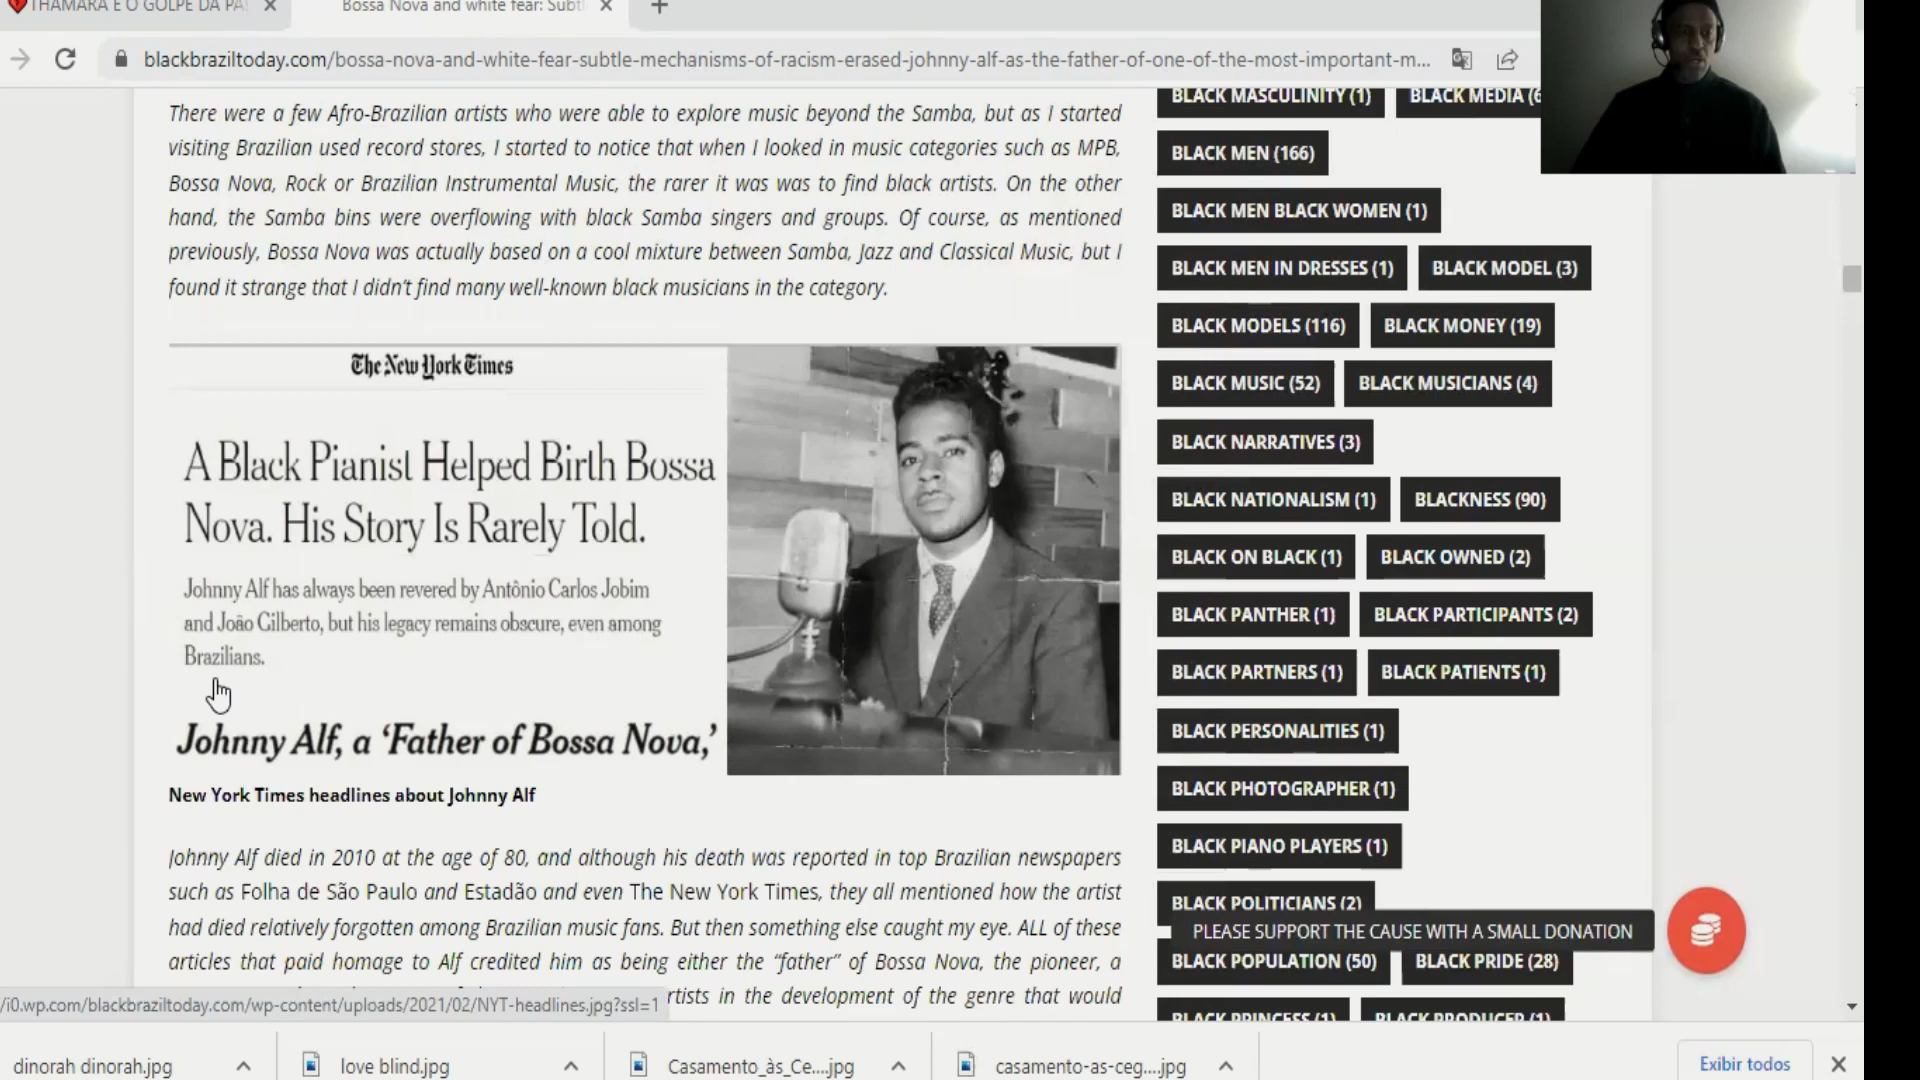 THAMARA E O GOLPE DA PA
Bossa Nova and white fear: Subt
blackbraziltoday.com/bossa-nova-and-white-fear-subtle-mechanisms-of-racism-erased-johnny-alf-as-the-father-of-one-of-the-most-important-m...
There were a few Afro-Brazilian artists who were able to explore music beyond the Samba, but as I started
visiting Brazilian used record stores, I started to notice that when I looked in music categories such as MPB,
Bossa Nova, Rock or Brazilian Instrumental Music, the rarer it was was to find black artists. On the other
hand, the Samba bins were overflowing with black Samba singers and groups. Of course, as mentioned
previously, Bossa Nova was actually based on a cool mixture between Samba, Jazz and Classical Music, but I
found it strange that I didn't find many well-known black musicians in the category.
The New York Times
A Black Pianist Helped Birth Bossa
Nova. His Story Is Rarely Told.
Johnny Alf has always been revered by Antônio Carlos Jobim
and João Gilberto, but his legacy remains obscure, even among
Brazilians.
Johnny Alf, a ‘Father of Bossa Nova,’
New York Times headlines about Johnny Alf
Johnny Alf died in 2010 at the age of 80, and although his death was reported in top Brazilian newspapers
such as Folha de São Paulo and Estadão and even The New York Times, they all mentioned how the artist
had died relatively forgotten among Brazilian music fans. But then something else caught my eye. ALL of these
articles that paid homage to Alf credited him as being either the “father” of Bossa Nova, the pioneer, a
rtists in the development of the genre that would
/i0.wp.com/blackbraziltoday.com/wp-content/uploads/2021/02/NYT-headlines.jpg?ssl=1
BLACK MASCULINITY (1) BLACK MEDIA (6
BLACK MEN (166)
BLACK MEN BLACK WOMEN (1)
BLACK MEN IN DRESSES (1) BLACK MODEL (3)
BLACK MODELS (116) BLACK MONEY (19)
BLACK MUSIC (52) BLACK MUSICIANS (4)
BLACK NARRATIVES (3)
BLACK NATIONALISM (1) BLACKNESS (90)
BLACK ON BLACK (1) BLACK OWNED (2)
BLACK PANTHER (1) BLACK PARTICIPANTS (2)
BLACK PARTNERS (1) BLACK PATIENTS (1)
BLACK PERSONALITIES (1)
BLACK PHOTOGRAPHER (1)
BLACK PIANO PLAYERS (1)
BLACK POLITICIANS (2)
PLEASE SUPPORT THE CAUSE WITH A SMALL DONATION
BLACK POPULATION (50) BLACK PRIDE (28)
BLACK PRINCESS (1) BLACK PRODUCER (1)
dinorah dinorah.jpg
love blind.jpg
Casamento_às_Ce....jpg
casamento-as-ceg....jpg
Exibir todos